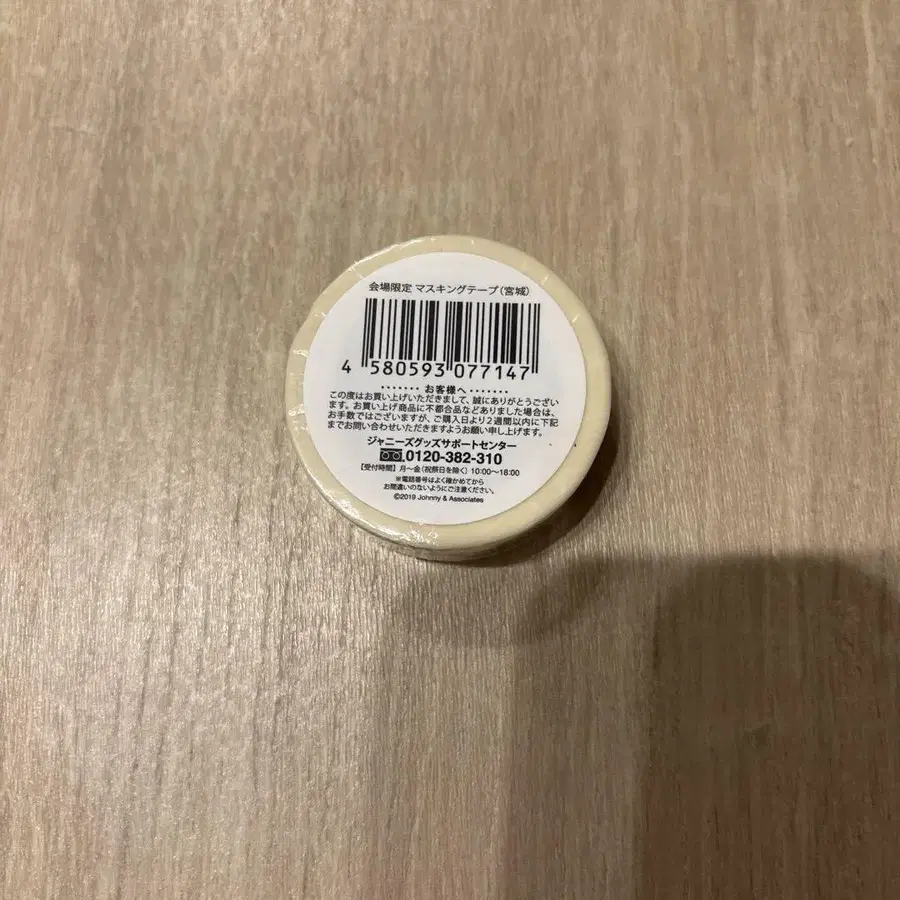 会場限定 マスキングテープ(宮城)
4 580593 077147
・・・・・・・ お客様へ ・・・・・・・
この度はお買い上げいただきまして、誠にありがとうござい
ます。お買い上げ商品に不都合品などありました場合は、
お手数ではございますが、ご購入日より2週間以内に下記
までお問い合わせいただきますようお願い申し上げます。
ジャニーズグッズサポートセンター
0120-382-310
【受付時間】月〜金(祝祭日を除く)10:00〜18:00
※電話番号はよく確かめてから
お間違いのないようにご注意ください。
©2019 Johnny & Associates